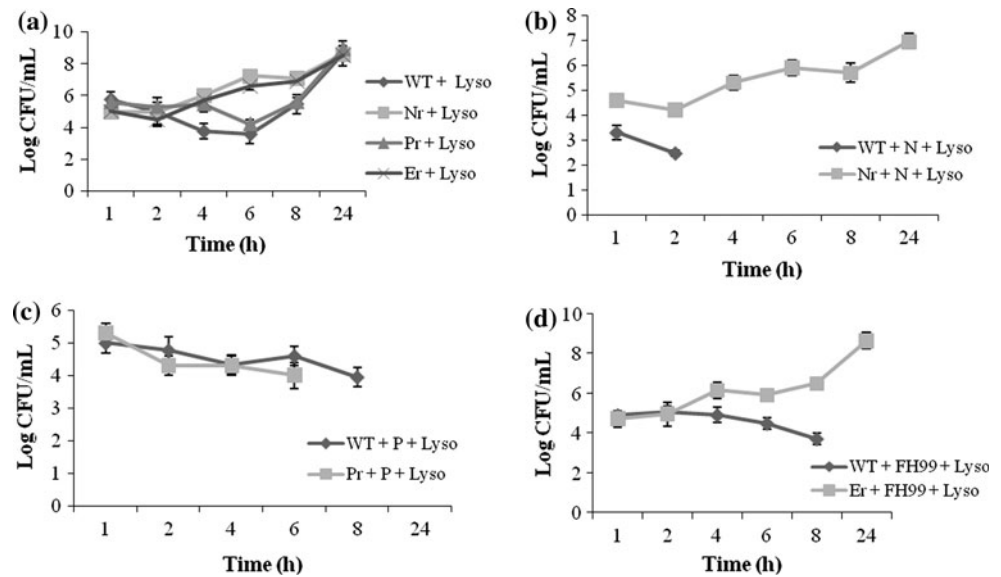 (a)
10
8
6
4
2
0
Log CFU/mL
1 2 4 6 8 24
Time (h)
WT + Lyso
Nr + Lyso
Pr + Lyso
Er + Lyso
(b)
8
7
6
5
4
3
2
1
0
Log CFU/mL
1 2 4 6 8 24
Time (h)
WT + N + Lyso
Nr + N + Lyso
(c)
6
5
4
3
2
1
0
Log CFU/mL
1 2 4 6 8 24
Time (h)
WT + P + Lyso
Pr + P + Lyso
(d)
10
8
6
4
2
0
Log CFU/mL
1 2 4 6 8 24
Time (h)
WT + FH99 + Lyso
Er + FH99 + Lyso